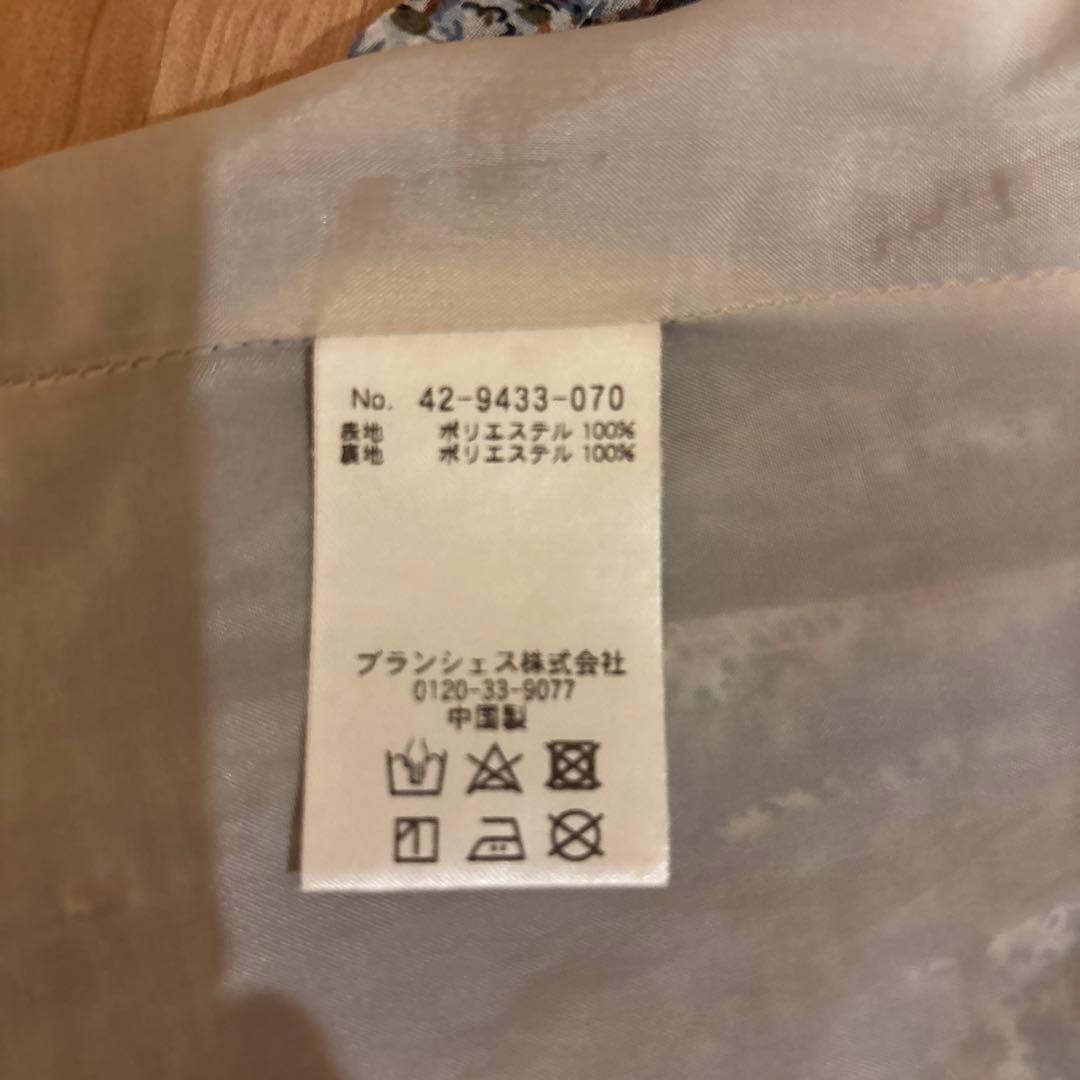 No. 42-9433-070
表地 ポリエステル 100%
裏地 ポリエステル 100%
ブランシェス株式会社
0120-33-9077
中国製